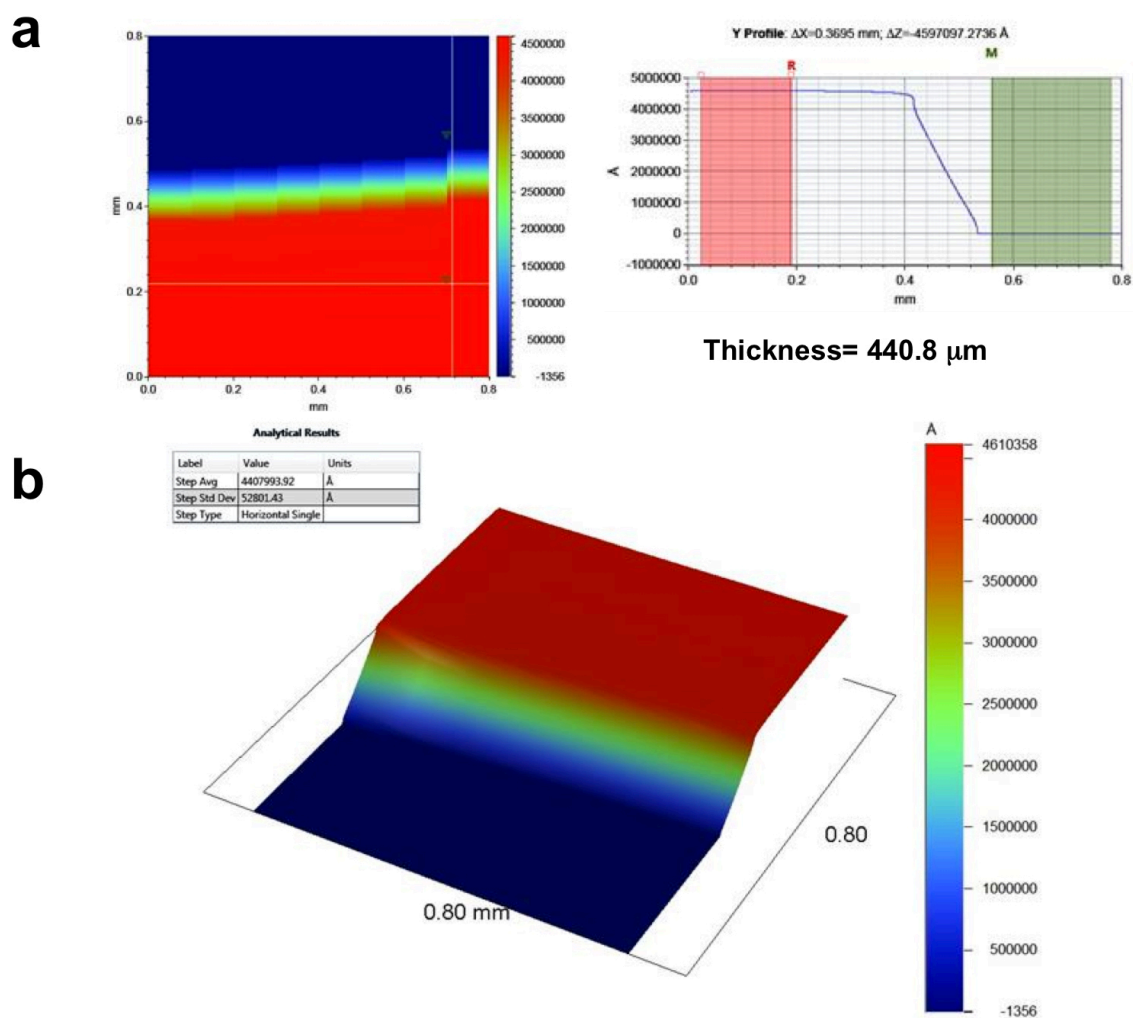 a
Y Profile: ΔX=0.3695 mm; ΔZ=-4597097.2736 Å
R
M
0.8
0.6
0.4
0.2
0.0
mm
0.0 0.2 0.4 0.6 0.8
mm
4500000
4000000
3500000
3000000
2500000
2000000
1500000
1000000
500000
-1356
5000000
4000000
3000000
2000000
1000000
0
-1000000
Å
0.0 0.2 0.4 0.6 0.8
mm
Thickness= 440.8 μm
b
Analytical Results
Label Value Units
Step Avg 4407993.92 Å
Step Std Dev 52801.43 Å
Step Type Horizontal Single
0.80 mm
0.80
Å
4610358
4000000
3500000
3000000
2500000
2000000
1500000
1000000
500000
-1356